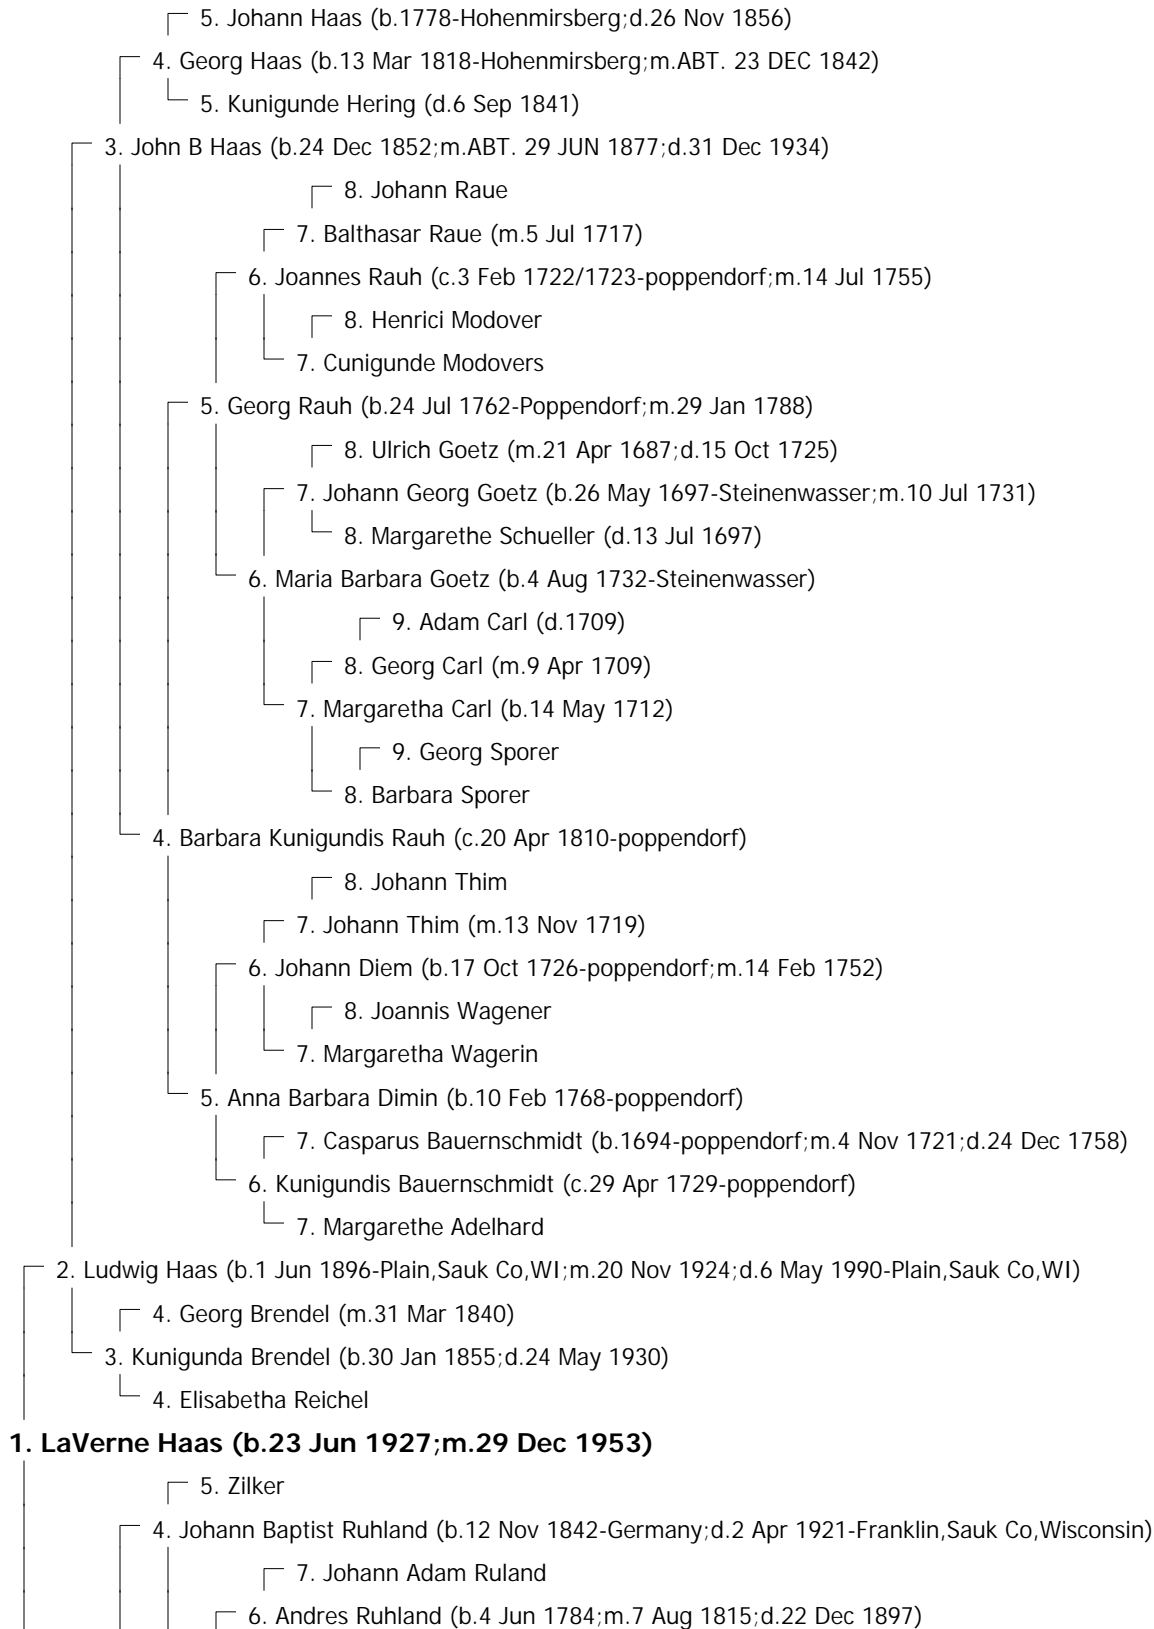 5. Johann Haas (b.1778-Hohenmirsberg;d.26 Nov 1856)
4. Georg Haas (b.13 Mar 1818-Hohenmirsberg;m.ABT. 23 DEC 1842)
5. Kunigunde Hering (d.6 Sep 1841)
3. John B Haas (b.24 Dec 1852;m.ABT. 29 JUN 1877;d.31 Dec 1934)
8. Johann Raue
7. Balthasar Raue (m.5 Jul 1717)
6. Joannes Rauh (c.3 Feb 1722/1723-poppendorf;m.14 Jul 1755)
8. Henrici Modover
7. Cunigunde Modovers
5. Georg Rauh (b.24 Jul 1762-Poppendorf;m.29 Jan 1788)
8. Ulrich Goetz (m.21 Apr 1687;d.15 Oct 1725)
7. Johann Georg Goetz (b.26 May 1697-Steinenwasser;m.10 Jul 1731)
8. Margarethe Schueller (d.13 Jul 1697)
6. Maria Barbara Goetz (b.4 Aug 1732-Steinenwasser)
9. Adam Carl (d.1709)
8. Georg Carl (m.9 Apr 1709)
7. Margaretha Carl (b.14 May 1712)
9. Georg Sporer
8. Barbara Sporer
4. Barbara Kunigundis Rauh (c.20 Apr 1810-poppendorf)
8. Johann Thim
7. Johann Thim (m.13 Nov 1719)
6. Johann Diem (b.17 Oct 1726-poppendorf;m.14 Feb 1752)
8. Joannis Wagener
7. Margaretha Wagerin
5. Anna Barbara Dimin (b.10 Feb 1768-poppendorf)
7. Casparus Bauernschmidt (b.1694-poppendorf;m.4 Nov 1721;d.24 Dec 1758)
6. Kunigundis Bauernschmidt (c.29 Apr 1729-poppendorf)
7. Margarethe Adelhard
2. Ludwig Haas (b.1 Jun 1896-Plain,Sauk Co,WI;m.20 Nov 1924;d.6 May 1990-Plain,Sauk Co,WI)
4. Georg Brendel (m.31 Mar 1840)
3. Kunigunda Brendel (b.30 Jan 1855;d.24 May 1930)
4. Elisabetha Reichel
1. LaVerne Haas (b.23 Jun 1927;m.29 Dec 1953)
5. Zilker
4. Johann Baptist Ruhland (b.12 Nov 1842-Germany;d.2 Apr 1921-Franklin,Sauk Co,Wisconsin)
7. Johann Adam Ruland
6. Andres Ruhland (b.4 Jun 1784;m.7 Aug 1815;d.22 Dec 1897)